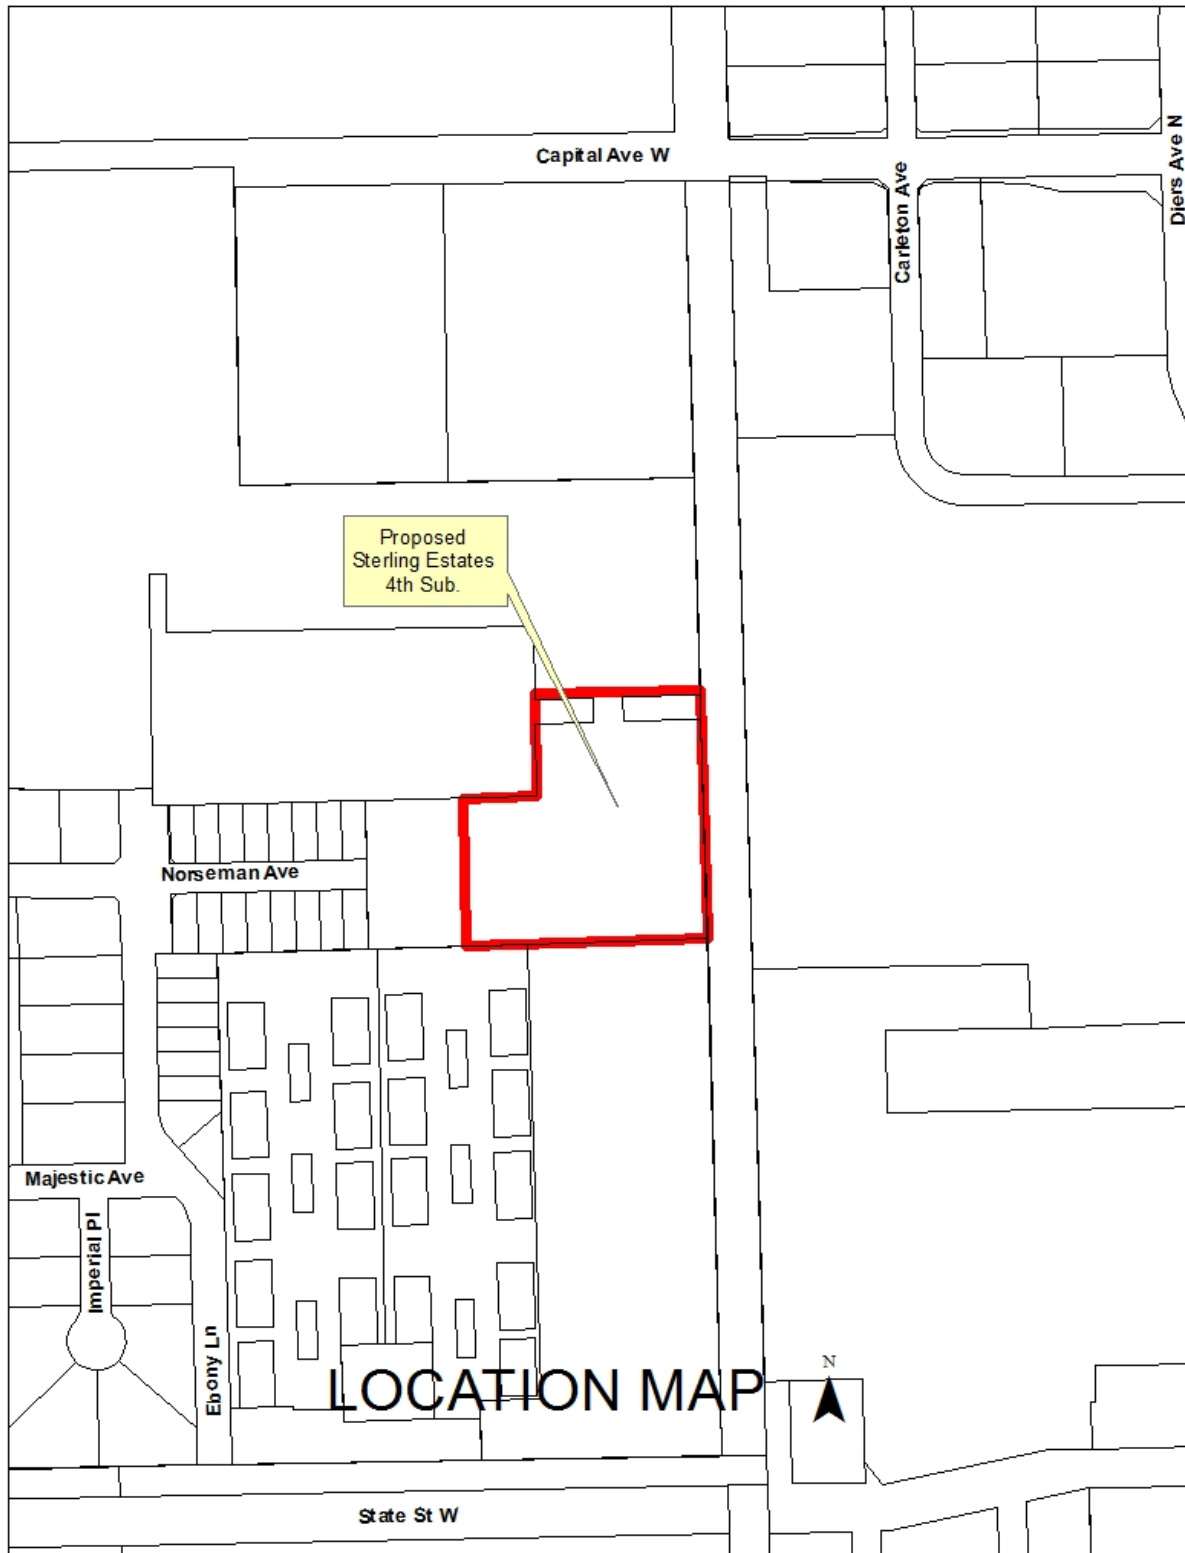 Capital Ave W
Diers Ave N
Carleton Ave
Proposed
Sterling Estates
4th Sub.
Norseman Ave
Majestic Ave
Imperial Pl
Ebony Ln
LOCATION MAP
N
State St W